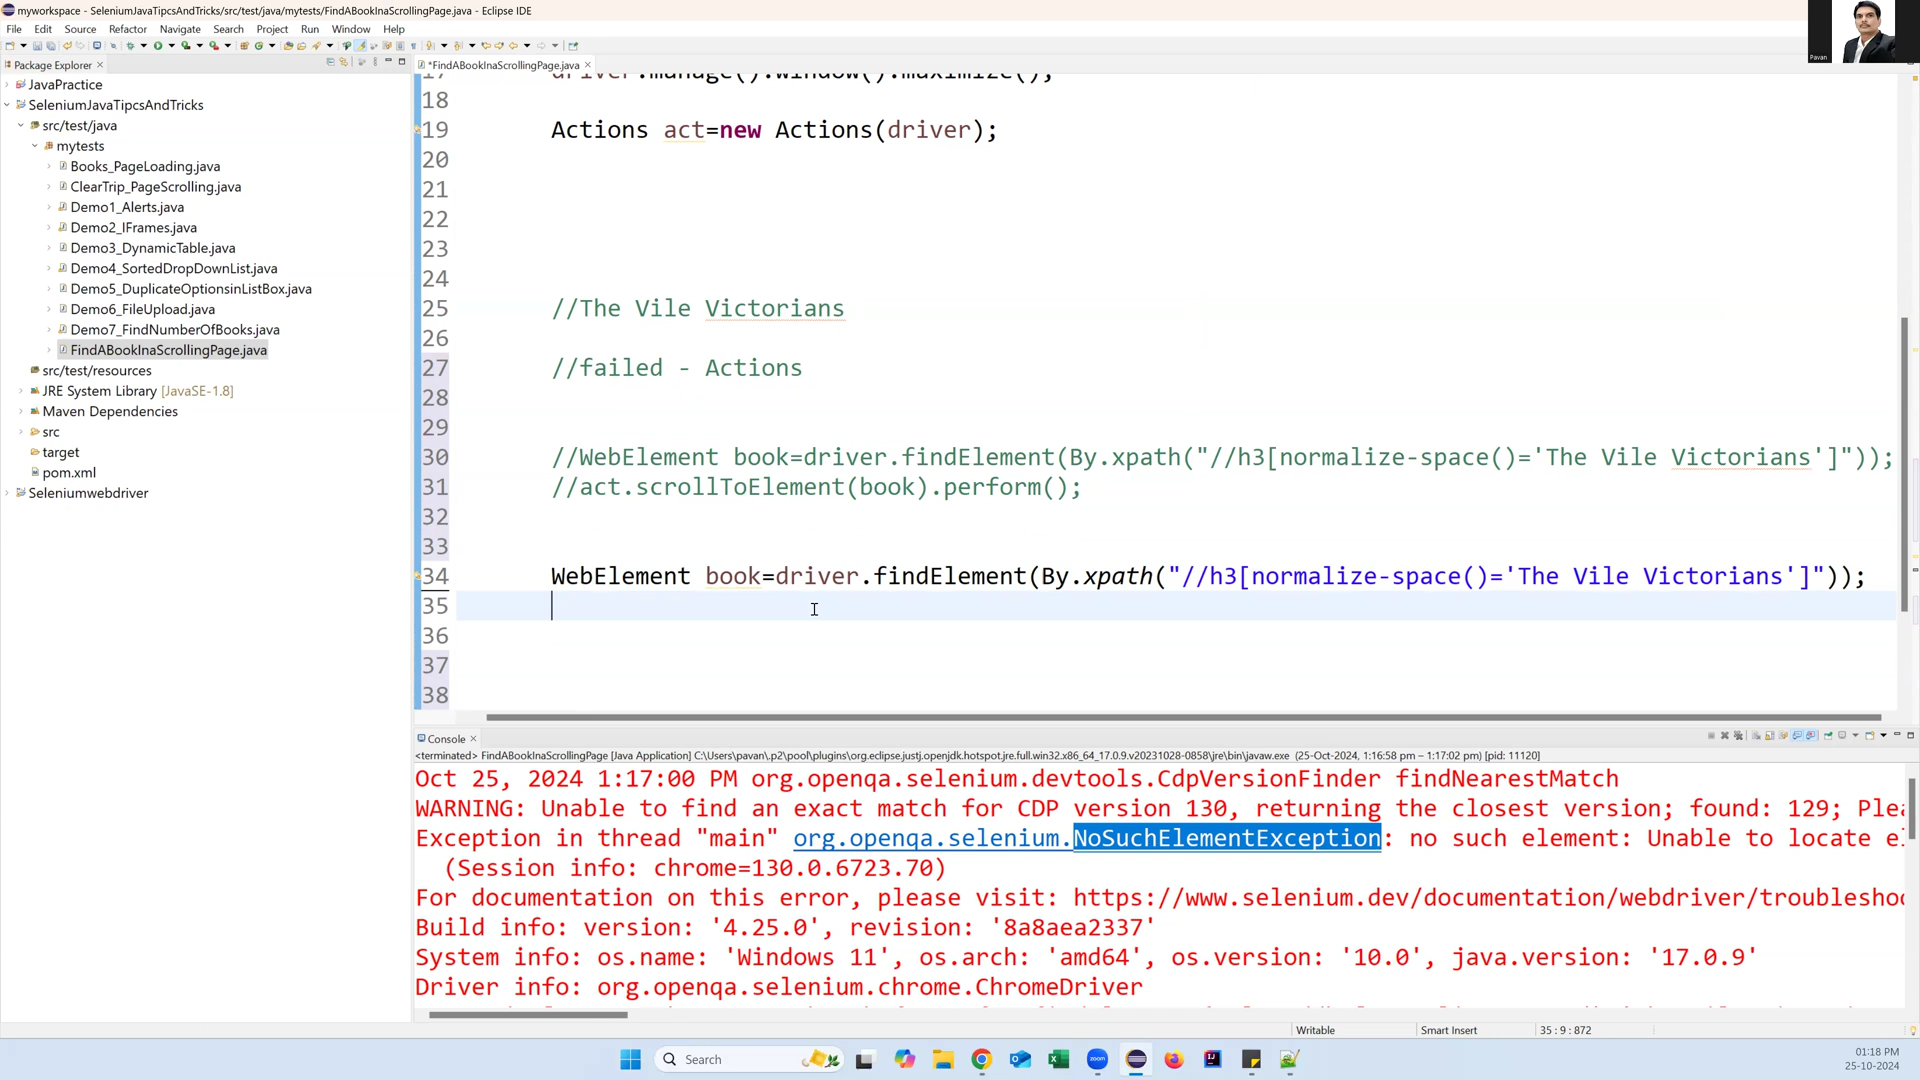 myworkspace - SeleniumJavaTipcsAndTricks/src/test/java/mytests/FindABookInaScrollingPage.java - Eclipse IDE
File Edit Source Refactor Navigate Search Project Run Window Help
Pavan
Package Explorer
*FindABookInaScrollingPage.java
JavaPractice
SeleniumJavaTipcsAndTricks
src/test/java
mytests
Books_PageLoading.java
ClearTrip_PageScrolling.java
Demo1_Alerts.java
Demo2_IFrames.java
Demo3_DynamicTable.java
Demo4_SortedDropDownList.java
Demo5_DuplicateOptionsinListBox.java
Demo6_FileUpload.java
Demo7_FindNumberOfBooks.java
FindABookInaScrollingPage.java
src/test/resources
JRE System Library [JavaSE-1.8]
Maven Dependencies
src
target
pom.xml
Seleniumwebdriver
17 driver.manage().window().maximize();
18
19 Actions act=new Actions(driver);
20
21
22
23
24
25 //The Vile Victorians
26
27 //failed - Actions
28
29
30 //WebElement book=driver.findElement(By.xpath("//h3[normalize-space()='The Vile Victorians']"));
31 //act.scrollToElement(book).perform();
32
33
34 WebElement book=driver.findElement(By.xpath("//h3[normalize-space()='The Vile Victorians']"));
35
36
37
38
Console
<terminated> FindABookInaScrollingPage [Java Application] C:\Users\pavan\.p2\pool\plugins\org.eclipse.justj.openjdk.hotspot.jre.full.win32.x86_64_17.0.9.v20231028-0858\jre\bin\javaw.exe (25-Oct-2024, 1:16:58 pm – 1:17:02 pm) [pid: 11120]
Oct 25, 2024 1:17:00 PM org.openqa.selenium.devtools.CdpVersionFinder findNearestMatch
WARNING: Unable to find an exact match for CDP version 130, returning the closest version; found: 129; Plea
Exception in thread "main" org.openqa.selenium.NoSuchElementException: no such element: Unable to locate el
(Session info: chrome=130.0.6723.70)
For documentation on this error, please visit: https://www.selenium.dev/documentation/webdriver/troubleshoo
Build info: version: '4.25.0', revision: '8a8aea2337'
System info: os.name: 'Windows 11', os.arch: 'amd64', os.version: '10.0', java.version: '17.0.9'
Driver info: org.openqa.selenium.chrome.ChromeDriver
Writable Smart Insert 35 : 9 : 872
Search
01:18 PM
25-10-2024